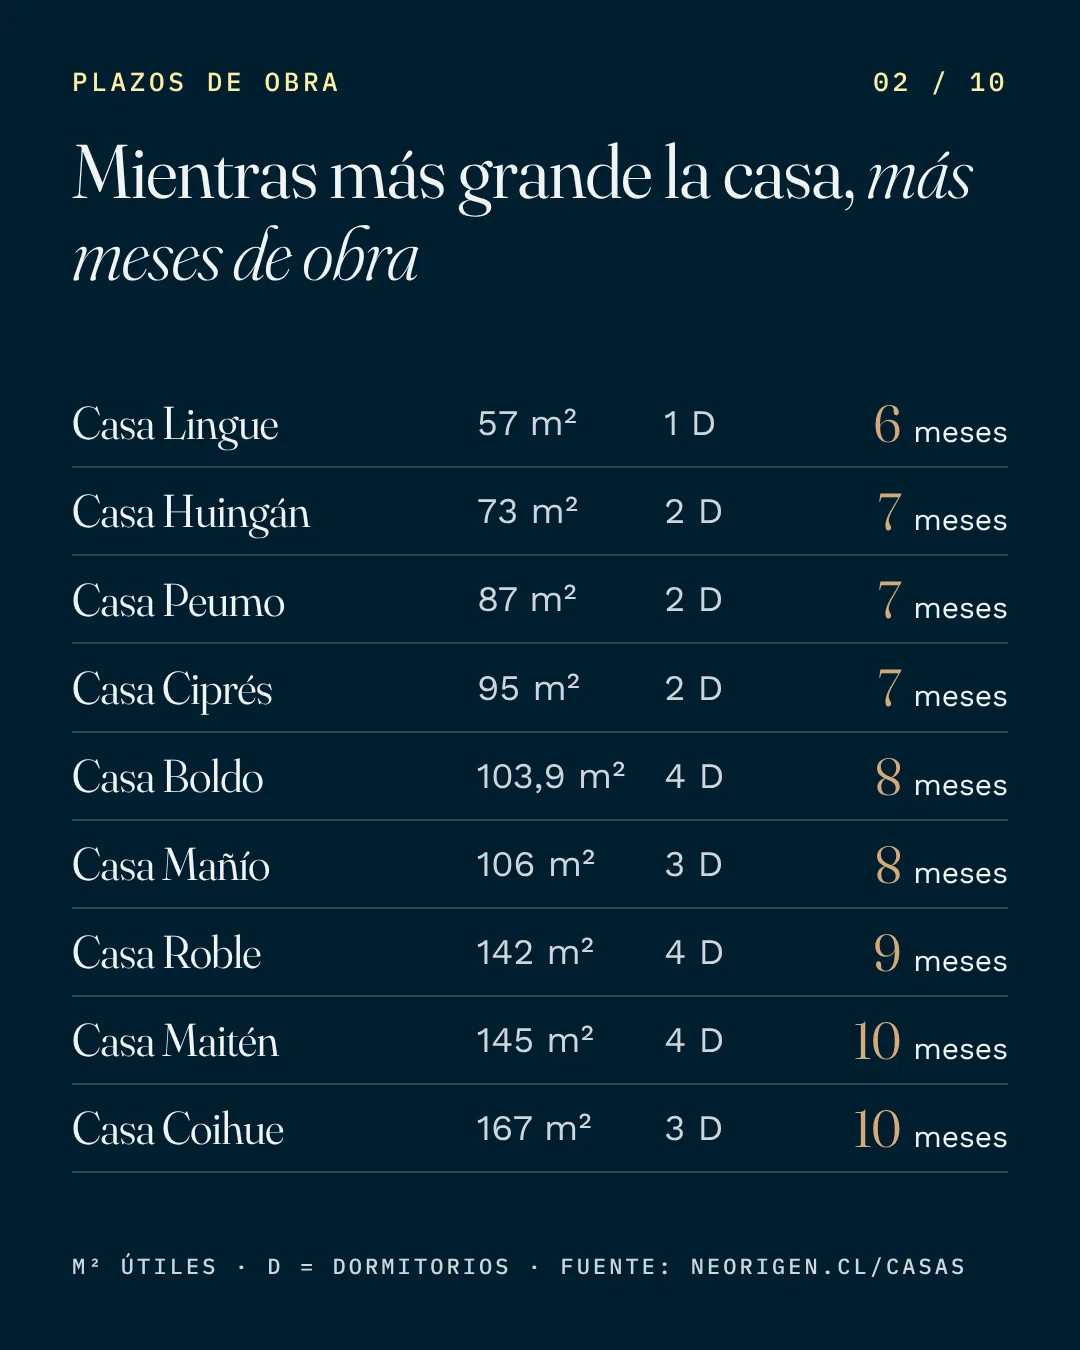 PLAZOS DE OBRA 02 / 10
Mientras más grande la casa, más
meses de obra
Casa Lingue 57 m² 1 D 6 meses
Casa Huingán 73 m² 2 D 7 meses
Casa Peumo 87 m² 2 D 7 meses
Casa Ciprés 95 m² 2 D 7 meses
Casa Boldo 103,9 m² 4 D 8 meses
Casa Mañío 106 m² 3 D 8 meses
Casa Roble 142 m² 4 D 9 meses
Casa Maitén 145 m² 4 D 10 meses
Casa Coihue 167 m² 3 D 10 meses
M² ÚTILES · D = DORMITORIOS · FUENTE: NEORIGEN.CL/CASAS